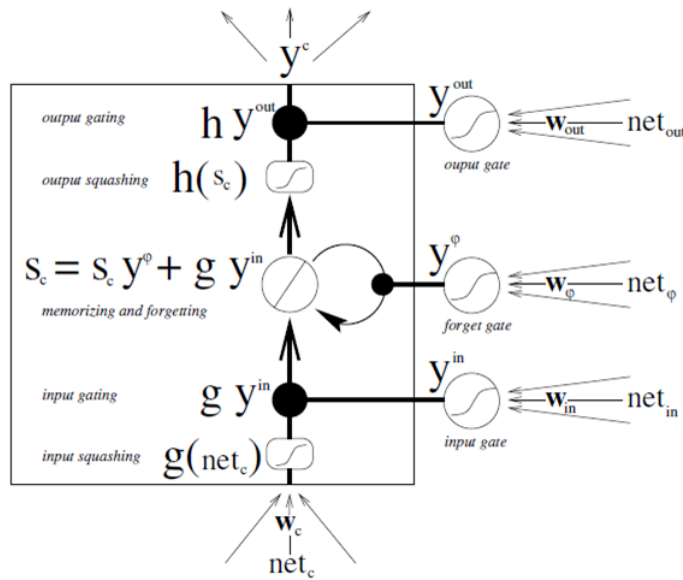 y^c
output gating
h y^out
y^out
w_out
net_out
ouput gate
output squashing
h(s_c)
s_c = s_c y^φ + g y^in
memorizing and forgetting
y^φ
w_φ
net_φ
forget gate
input gating
g y^in
y^in
w_in
net_in
input gate
input squashing
g(net_c)
w_c
net_c